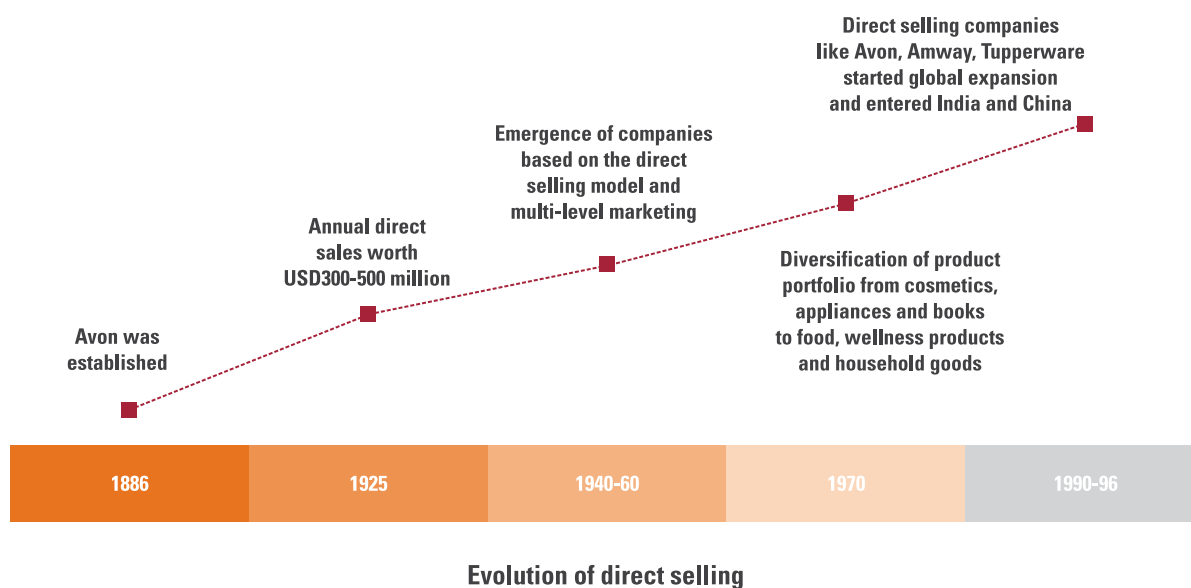 Direct selling companies
like Avon, Amway, Tupperware
started global expansion
and entered India and China
Emergence of companies
based on the direct
selling model and
multi-level marketing
Annual direct
sales worth
USD300-500 million
Avon was
established
Diversification of product
portfolio from cosmetics,
appliances and books
to food, wellness products
and household goods
1886
1925
1940-60
1970
1990-96
Evolution of direct selling